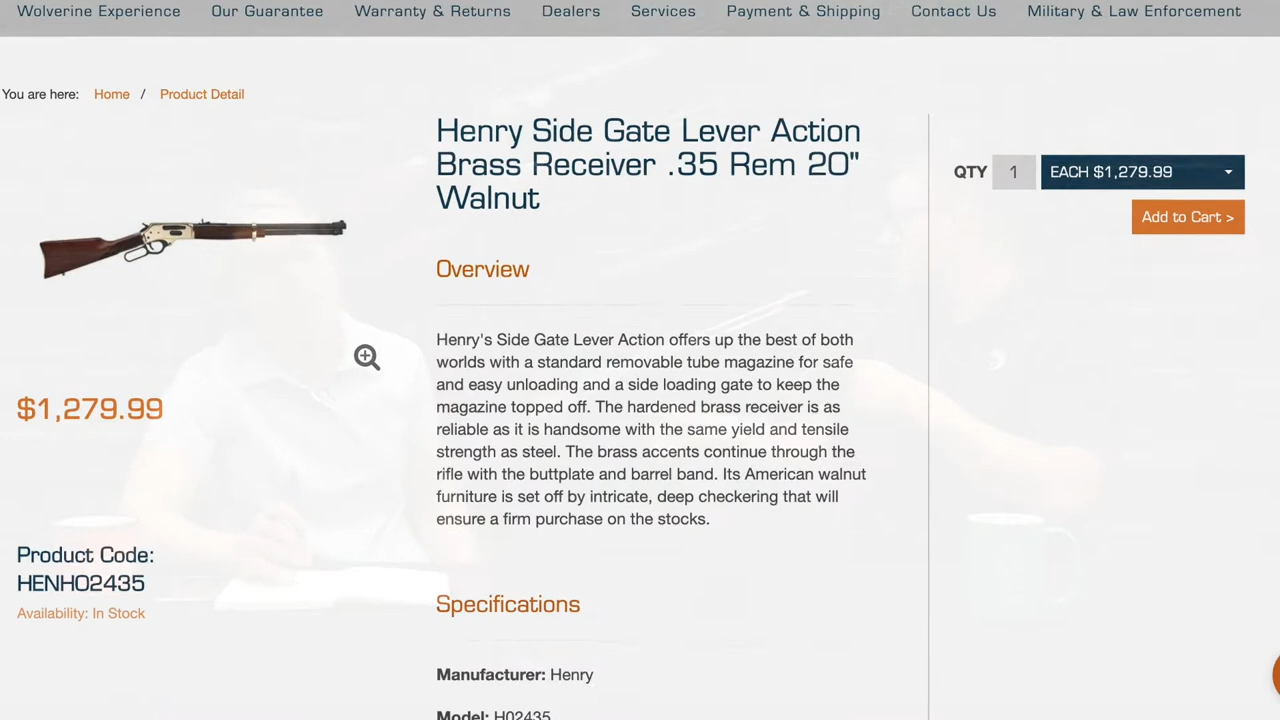 Wolverine Experience Our Guarantee Warranty & Returns Dealers Services Payment & Shipping Contact Us Military & Law Enforcement
You are here: Home / Product Detail
Henry Side Gate Lever Action
Brass Receiver .35 Rem 20"
Walnut
QTY 1 EACH $1,279.99
Add to Cart >
Overview
Henry's Side Gate Lever Action offers up the best of both
worlds with a standard removable tube magazine for safe
and easy unloading and a side loading gate to keep the
magazine topped off. The hardened brass receiver is as
reliable as it is handsome with the same yield and tensile
strength as steel. The brass accents continue through the
rifle with the buttplate and barrel band. Its American walnut
furniture is set off by intricate, deep checkering that will
ensure a firm purchase on the stocks.
$1,279.99
Product Code:
HENH02435
Availability: In Stock
Specifications
Manufacturer: Henry
Model: H02435